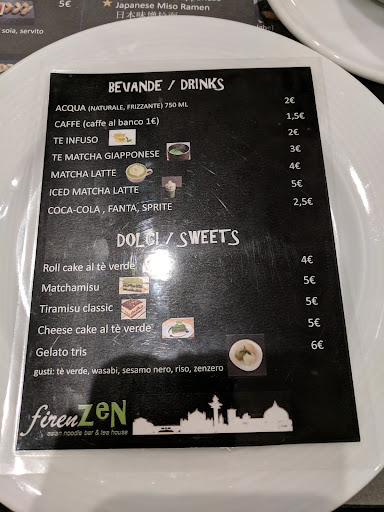 5€
Japanese Miso Ramen
日本味噌拉麺
soia, servito
BEVANDE / DRINKS
ACQUA (NATURALE, FRIZZANTE) 750 ML 2€
CAFFE (caffe al banco 1€) 1,5€
TE INFUSO 2€
TE MATCHA GIAPPONESE 3€
MATCHA LATTE 4€
ICED MATCHA LATTE 5€
COCA-COLA , FANTA, SPRITE 2,5€
DOLCI / SWEETS
Roll cake al tè verde 4€
Matchamisu 5€
Tiramisu classic 5€
Cheese cake al tè verde 5€
Gelato tris 6€
gusti: tè verde, wasabi, sesamo nero, riso, zenzero
firenZeN
asian noodle bar & tea house